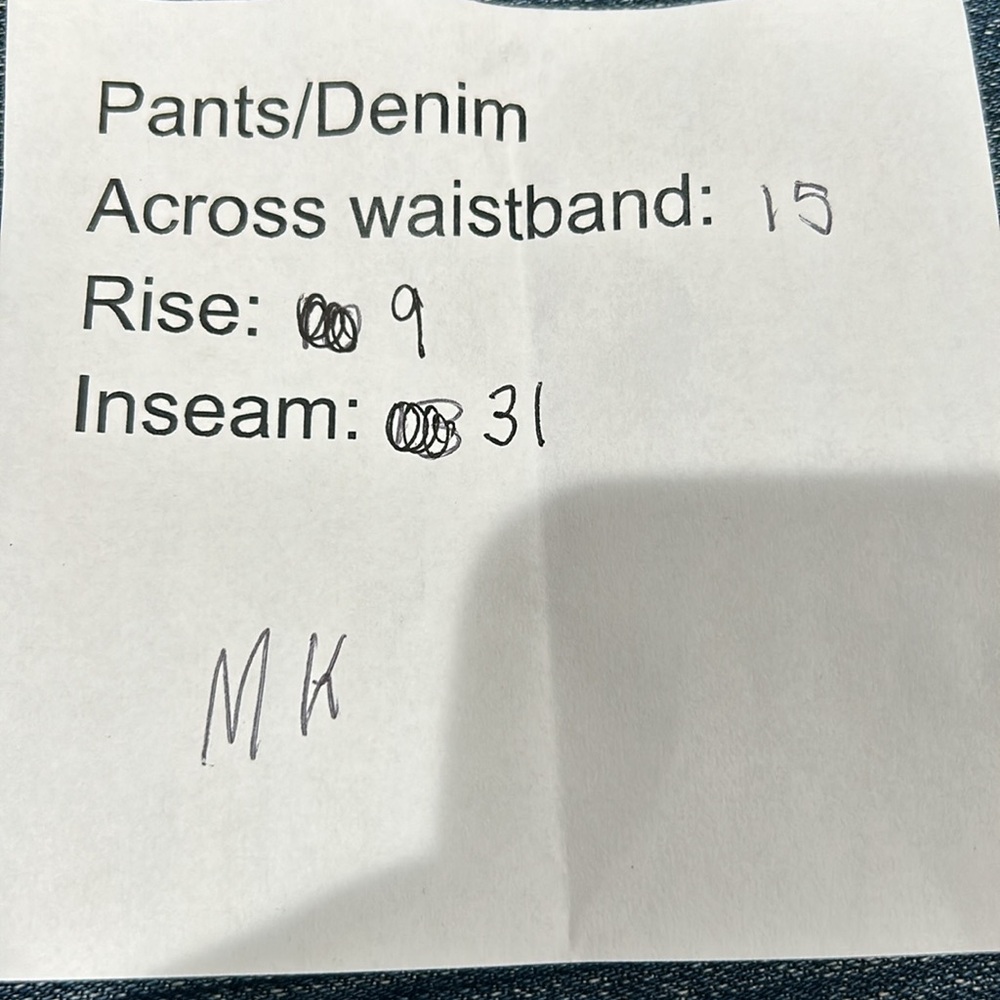 Pants/Denim
Across waistband: 15
Rise: 9
Inseam: 31
MK